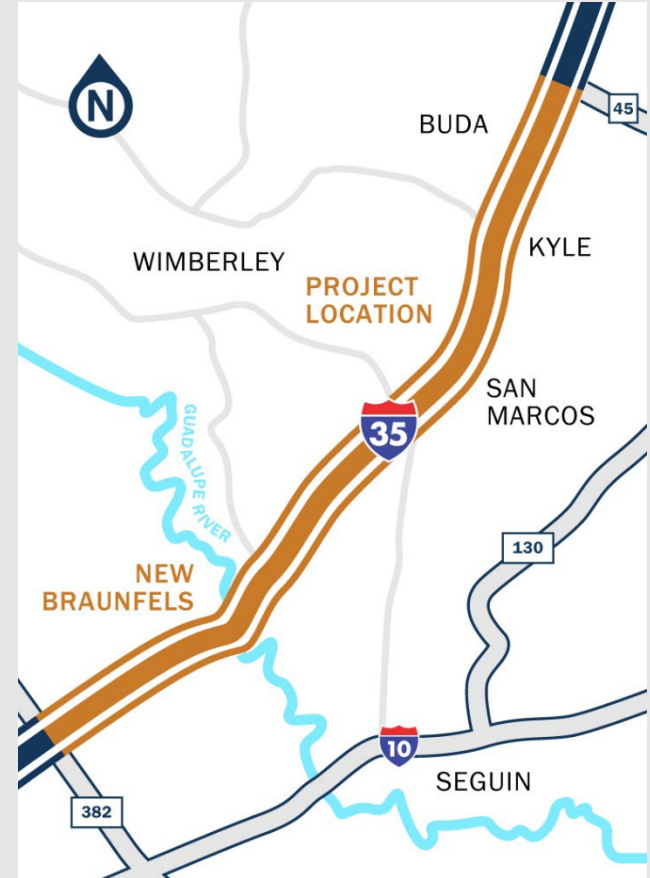 N
45
BUDA
KYLE
WIMBERLEY
PROJECT
LOCATION
SAN
MARCOS
35
GUADALUPE RIVER
130
NEW
BRAUNFELS
10
SEGUIN
382